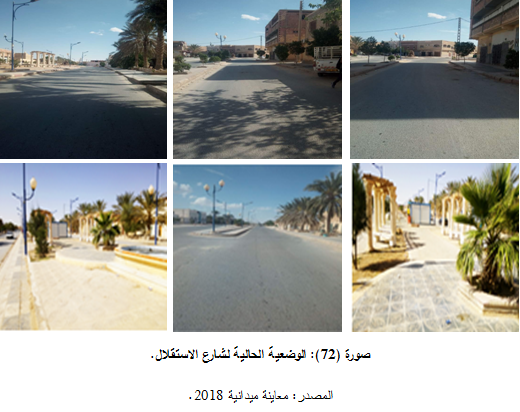 صورة (72): الوضعية الحالية لشارع الاستقلال.
المصدر: معاينة ميدانية 2018.